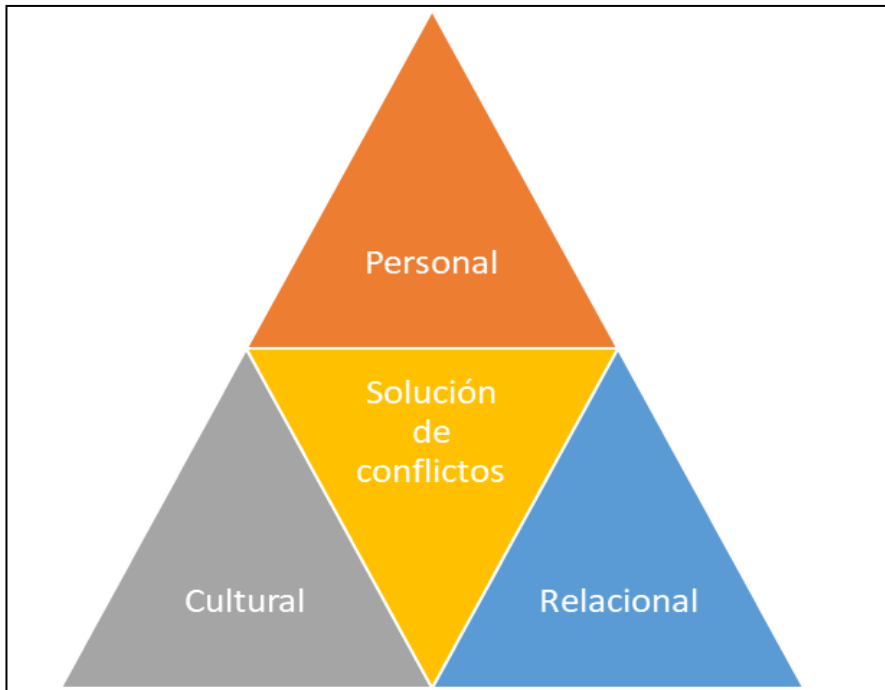 Personal
Solución
de
conflictos
Cultural
Relacional